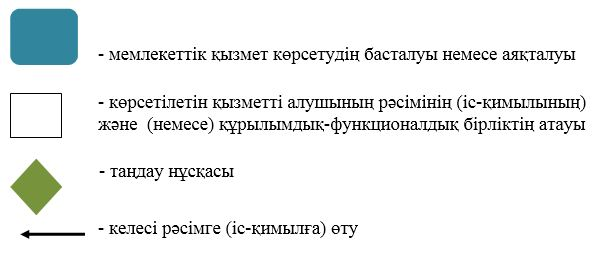 - мемлекеттік қызмет көрсетудің басталуы немесе аяқталуы
- көрсетілетін қызметті алушының рәсімінің (іс-қимылының)
және (немесе) құрылымдық-функционалдық бірліктің атауы
- таңдау нұсқасы
- келесі рәсімге (іс-қимылға) өту